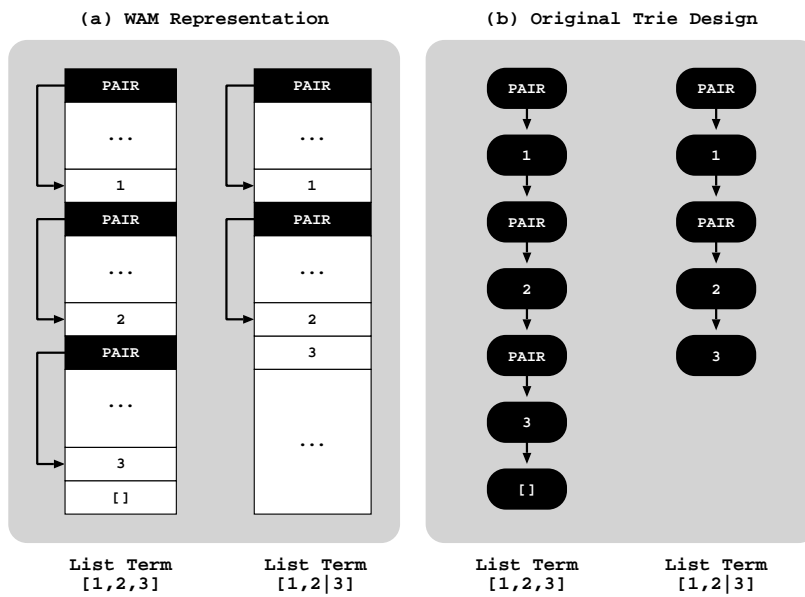 (a) WAM Representation
PAIR
...
1
PAIR
...
2
PAIR
...
3
[]
List Term
[1,2,3]
PAIR
...
1
PAIR
...
2
3
...
List Term
[1,2|3]
(b) Original Trie Design
PAIR
1
PAIR
2
PAIR
3
[]
List Term
[1,2,3]
PAIR
1
PAIR
2
3
List Term
[1,2|3]